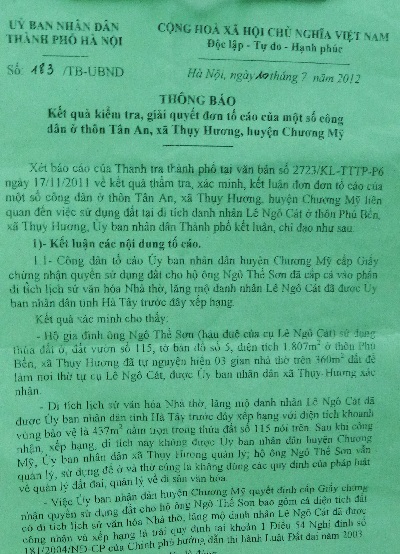 UỶ BAN NHÂN DÂN
THÀNH PHỐ HÀ NỘI
CỘNG HOÀ XÃ HỘI CHỦ NGHĨA VIỆT NAM
Độc lập - Tự do - Hạnh phúc
Số: 183 /TB-UBND
Hà Nội, ngày 10 tháng 7 năm 2012
THÔNG BÁO
Kết quả kiểm tra, giải quyết đơn tố cáo của một số công
dân ở thôn Tân An, xã Thụy Hương, huyện Chương Mỹ
Xét báo cáo của Thanh tra thành phố tại văn bản số 2723/KL-TTTP-P6
ngày 17/11/2011 về kết quả thẩm tra, xác minh, kết luận đơn đơn tố cáo của
một số công dân ở thôn Tân An, xã Thụy Hương, huyện Chương Mỹ liên
quan đến việc sử dụng đất tại di tích danh nhân Lê Ngô Cát ở thôn Phú Bến,
xã Thụy Hương, Ủy ban nhân dân Thành phố kết luận, chỉ đạo như sau.
1)- Kết luận các nội dung tố cáo.
1.1- Công dân tố cáo Ủy ban nhân dân huyện Chương Mỹ cấp Giấy
chứng nhận quyền sử dụng đất cho hộ ông Ngô Thế Sơn đã cấp cả vào phần
di tích lịch sử văn hóa Nhà thờ, lăng mộ danh nhân Lê Ngô Cát đã được Ủy
ban nhân dân tỉnh Hà Tây trước đây xếp hạng.
Kết quả xác minh cho thấy:
- Hộ gia đình ông Ngô Thế Sơn (hậu duệ của cụ Lê Ngô Cát) sử dụng
thửa đất ở, đất vườn số 115, tờ bản đồ số 5, diện tích 1.807m² ở thôn Phú
Bến, xã Thụy Hương đã tự nguyện hiến 03 gian nhà thờ trên 360m² đất để
làm nơi thờ tự cụ Lê Ngô Cát, được Ủy ban nhân dân xã Thụy Hương xác
nhận.
- Di tích lịch sử văn hóa Nhà thờ, lăng mộ danh nhân Lê Ngô Cát đã
được Ủy ban nhân dân tỉnh Hà Tây trước đây xếp hạng với diện tích khoanh
vùng bảo vệ là 437m² nằm trọn trong thửa đất số 115 nói trên. Sau khi công
nhận, xếp hạng, di tích này không được Ủy ban nhân dân huyện Chương
Mỹ, Ủy ban nhân dân xã Thụy Hương quản lý; hộ ông Ngô Thế Sơn vẫn
quản lý, sử dụng để ở và thờ cúng là không đúng các quy định của pháp luật
về quản lý đất đai, quản lý về di sản văn hóa.
- Việc Ủy ban nhân dân huyện Chương Mỹ quyết định cấp Giấy chứng
nhận quyền sử dụng đất cho hộ ông Ngô Thế Sơn bao gồm cả diện tích đất
có di tích lịch sử văn hóa Nhà thờ, lăng mộ danh nhân Lê Ngô Cát đã được
công nhận và xếp hạng là trái quy định tại khoản 1 Điều 54 Nghị định số
181/2004/NĐ-CP của Chính phủ hướng dẫn thi hành Luật Đất đai năm 2003